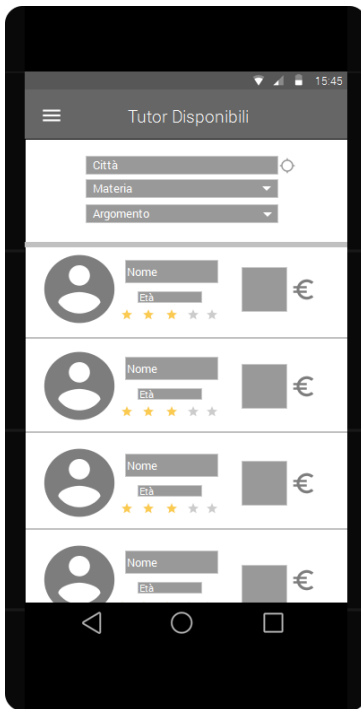 15:45
Tutor Disponibili
Città
Materia
Argomento
Nome
Età
€
Nome
Età
€
Nome
Età
€
Nome
Età
€